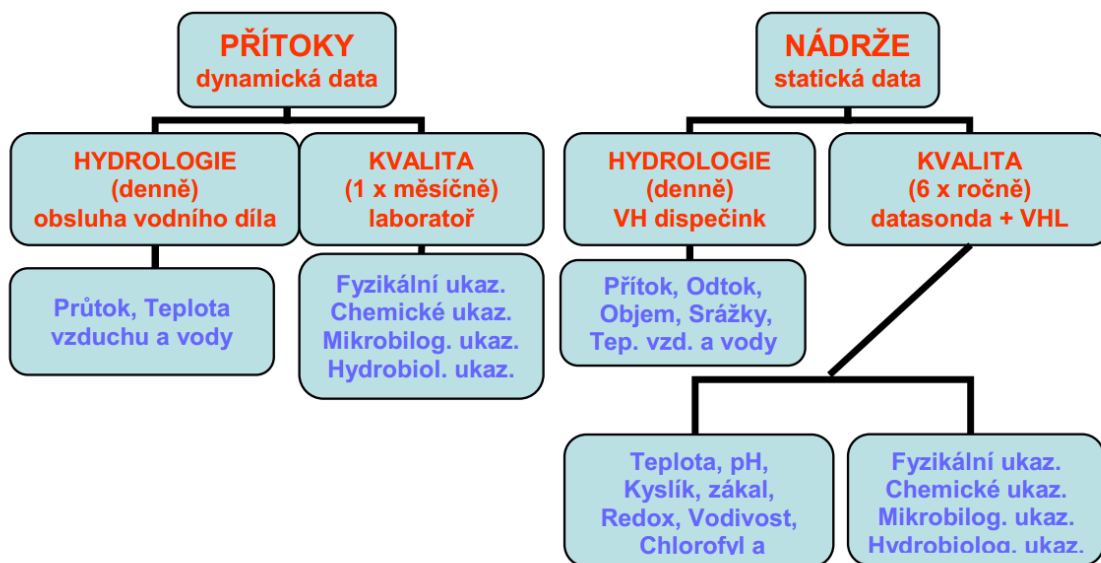 PŘÍTOKY
dynamická data
HYDROLOGIE
(denně)
obsluha vodního díla
KVALITA
(1 x měsíčně)
laboratoř
Průtok, Teplota
vzduchu a vody
Fyzikální ukaz.
Chemické ukaz.
Mikrobilog. ukaz.
Hydrobiol. ukaz.
NÁDRŽE
statická data
HYDROLOGIE
(denně)
VH dispečink
KVALITA
(6 x ročně)
datasonda + VHL
Přítok, Odtok,
Objem, Srážky,
Tep. vzd. a vody
Teplota, pH,
Kyslík, zákal,
Redox, Vodivost,
Chlorofyl a
Fyzikální ukaz.
Chemické ukaz.
Mikrobilog. ukaz.
Hydrobiolog. ukaz.